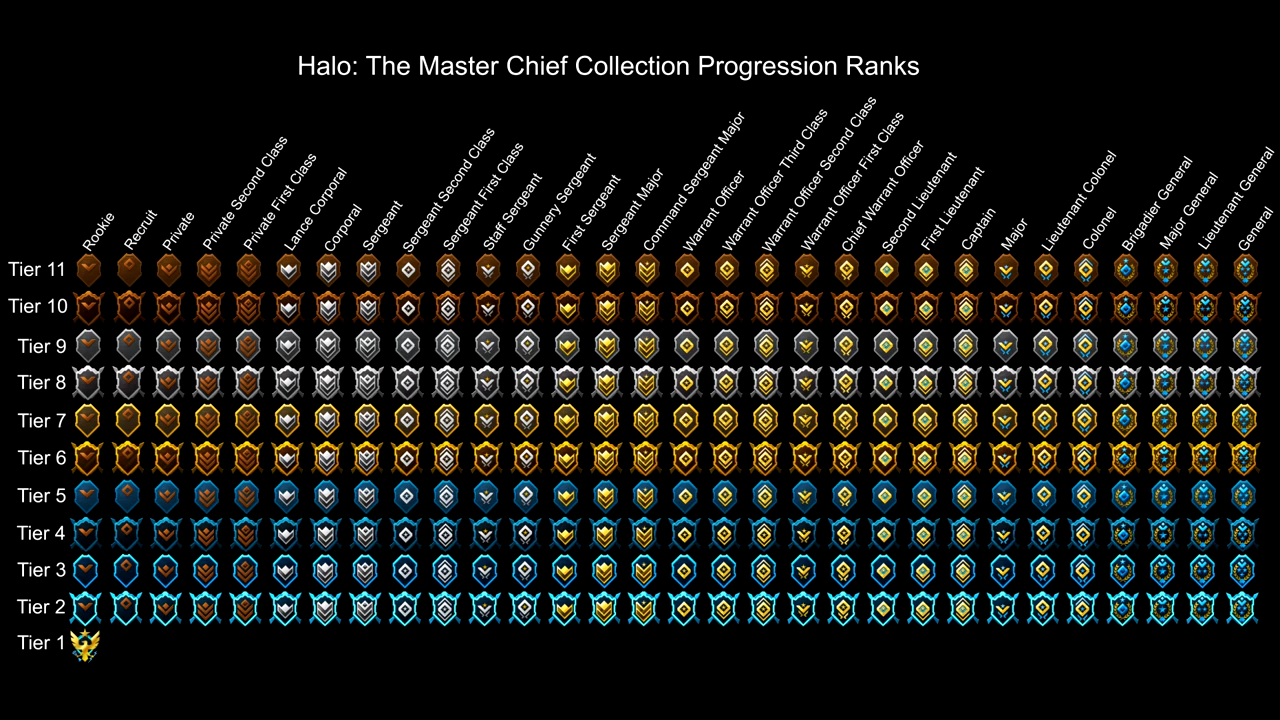 Halo: The Master Chief Collection Progression Ranks
Rookie
Recruit
Private
Private Second Class
Private First Class
Lance Corporal
Corporal
Sergeant
Sergeant Second Class
Sergeant First Class
Staff Sergeant
Gunnery Sergeant
First Sergeant
Sergeant Major
Command Sergeant Major
Warrant Officer
Warrant Officer Third Class
Warrant Officer Second Class
Warrant Officer First Class
Chief Warrant Officer
Second Lieutenant
First Lieutenant
Captain
Major
Lieutenant Colonel
Colonel
Brigadier General
Major General
Lieutenant General
General
Tier 11
Tier 10
Tier 9
Tier 8
Tier 7
Tier 6
Tier 5
Tier 4
Tier 3
Tier 2
Tier 1